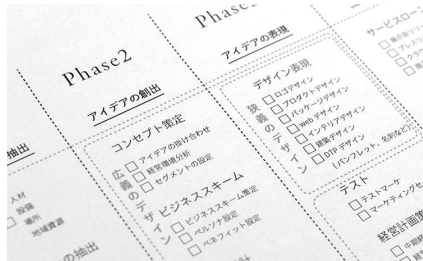 抽出
人材
設備
場所
地域資源
の抽出
Phase2
アイデアの創出
広義のデザイン
コンセプト策定
アイデアの掛け合わせ
経営環境分析
セグメントの設定
ビジネススキーム
ビジネススキーム策定
ペルソナ設定
ベネフィット設定
アイデアの表現
狭義のデザイン
デザイン表現
ロゴデザイン
プロダクトデザイン
パッケージデザイン
webデザイン
インテリアデザイン
建築デザイン
DTPデザイン
(パンフレット、名刺など)
テスト
テストマーケ
マーケティングセ
経営計画策
中期経
サービスローン